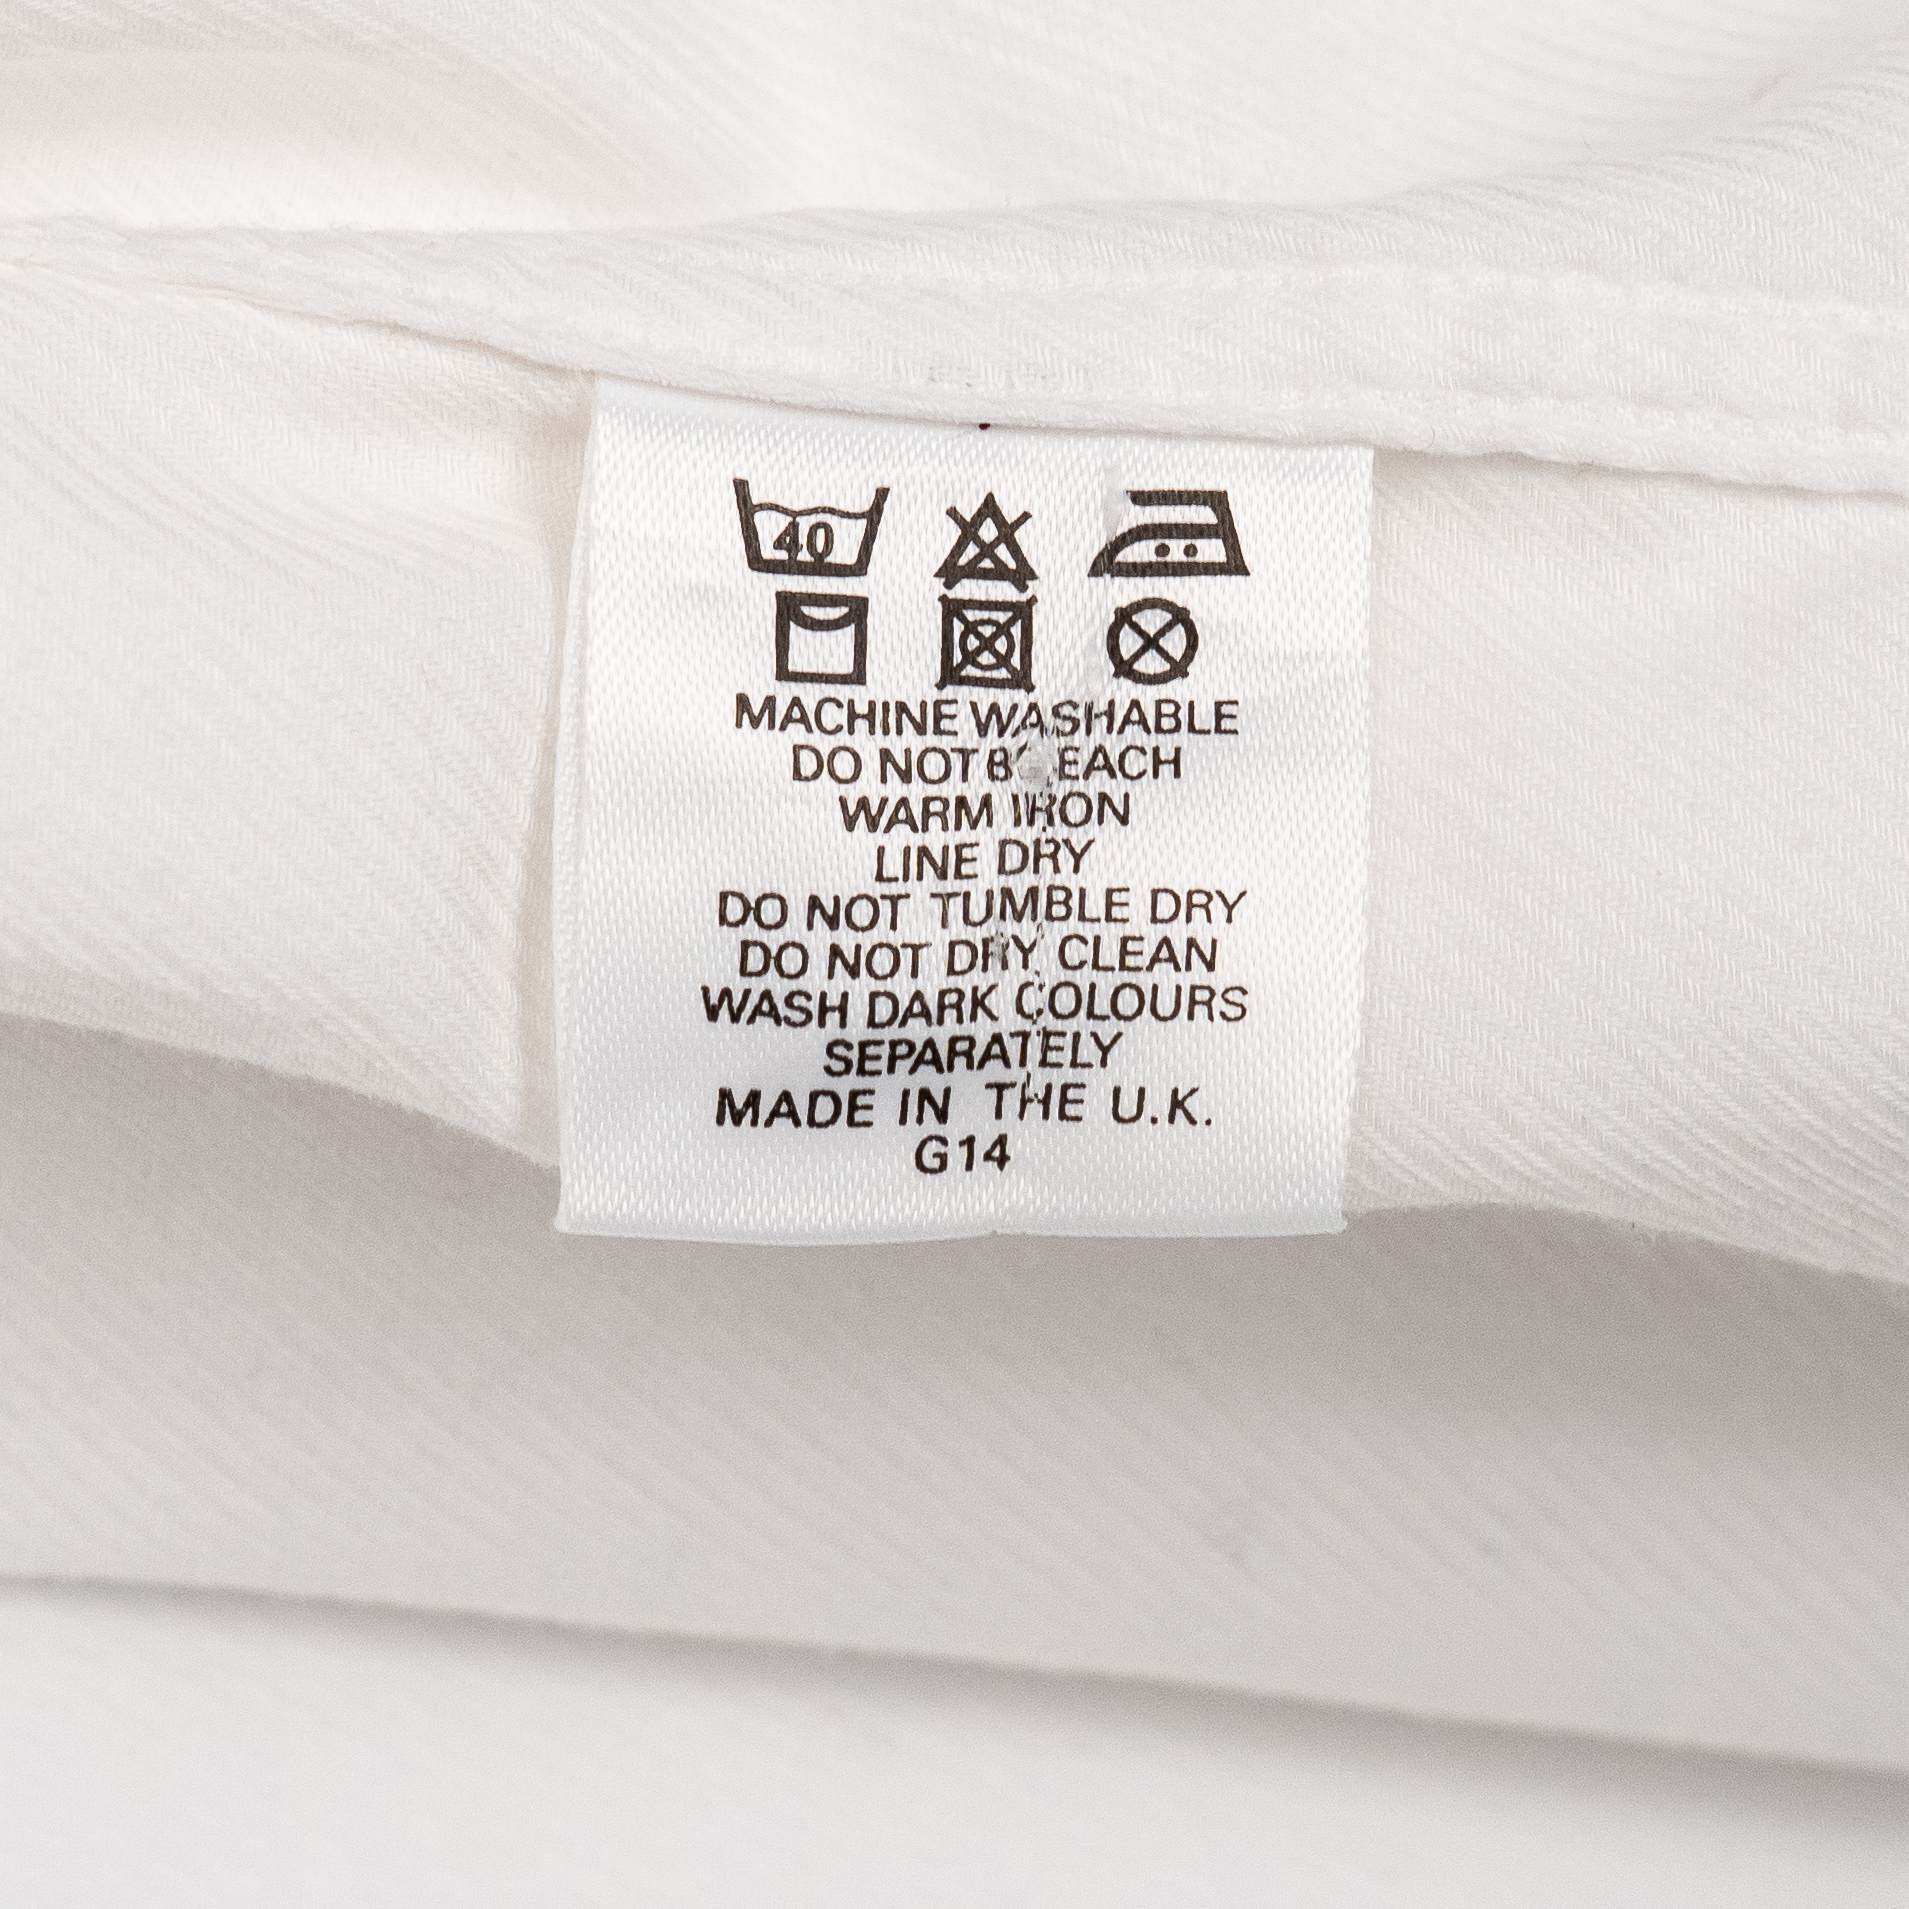 40
MACHINE WASHABLE
DO NOT BLEACH
WARM IRON
LINE DRY
DO NOT TUMBLE DRY
DO NOT DRY CLEAN
WASH DARK COLOURS
SEPARATELY
MADE IN THE U.K.
G14